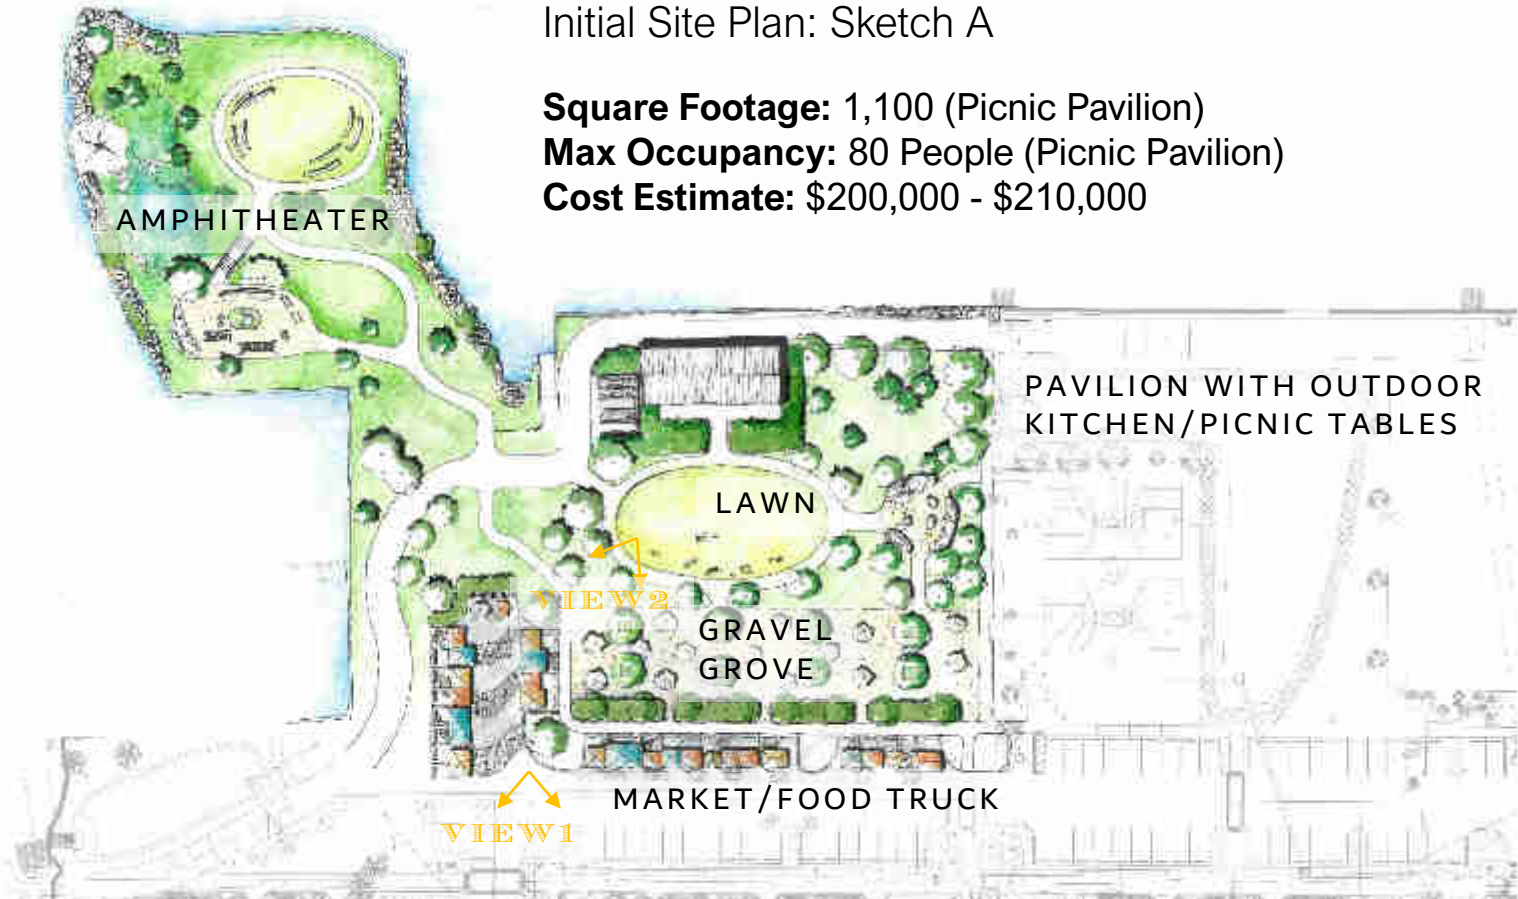 Initial Site Plan: Sketch A
Square Footage: 1,100 (Picnic Pavilion)
Max Occupancy: 80 People (Picnic Pavilion)
Cost Estimate: $200,000 - $210,000
AMPHITHEATER
PAVILION WITH OUTDOOR
KITCHEN/PICNIC TABLES
LAWN
VIEW2
GRAVEL
GROVE
MARKET/FOOD TRUCK
VIEW1